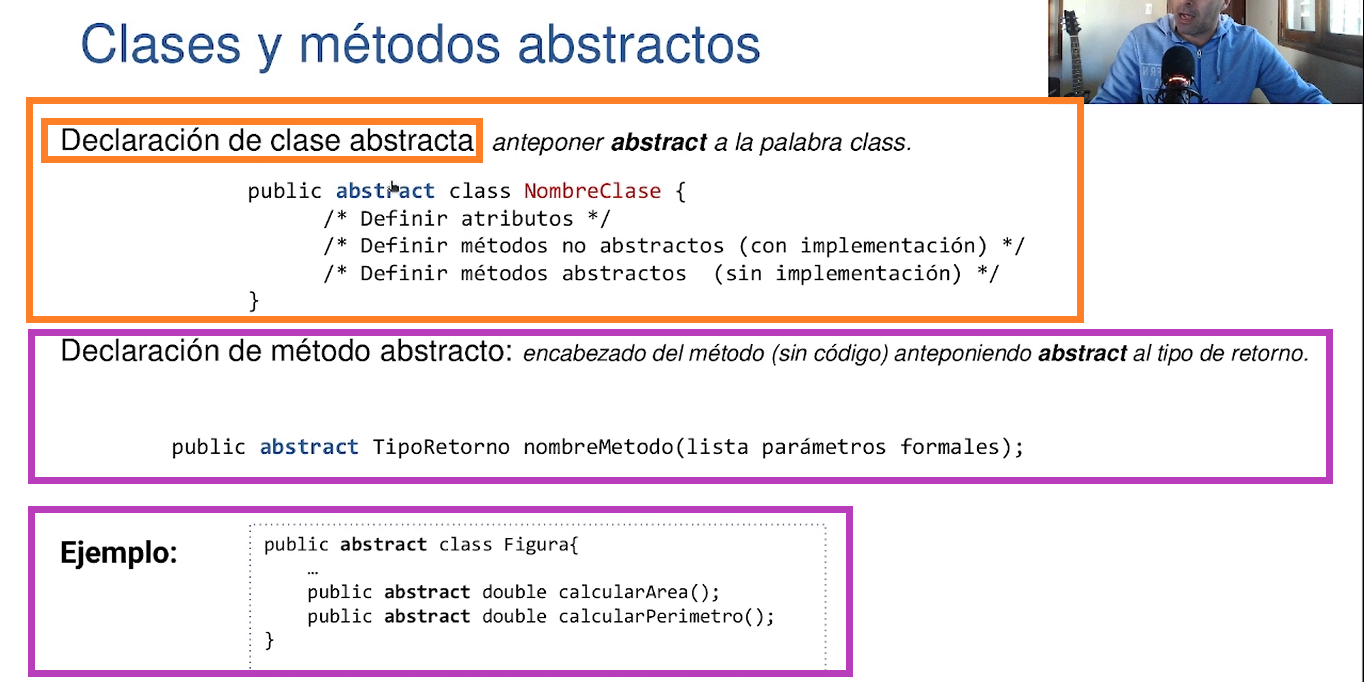 Clases y métodos abstractos
Declaración de clase abstracta anteponer abstract a la palabra class.
public abstract class NombreClase {
/* Definir atributos */
/* Definir métodos no abstractos (con implementación) */
/* Definir métodos abstractos (sin implementación) */
}
Declaración de método abstracto: encabezado del método (sin código) anteponiendo abstract al tipo de retorno.
public abstract TipoRetorno nombreMetodo(lista parámetros formales);
Ejemplo:
public abstract class Figura{
…
public abstract double calcularArea();
public abstract double calcularPerimetro();
}